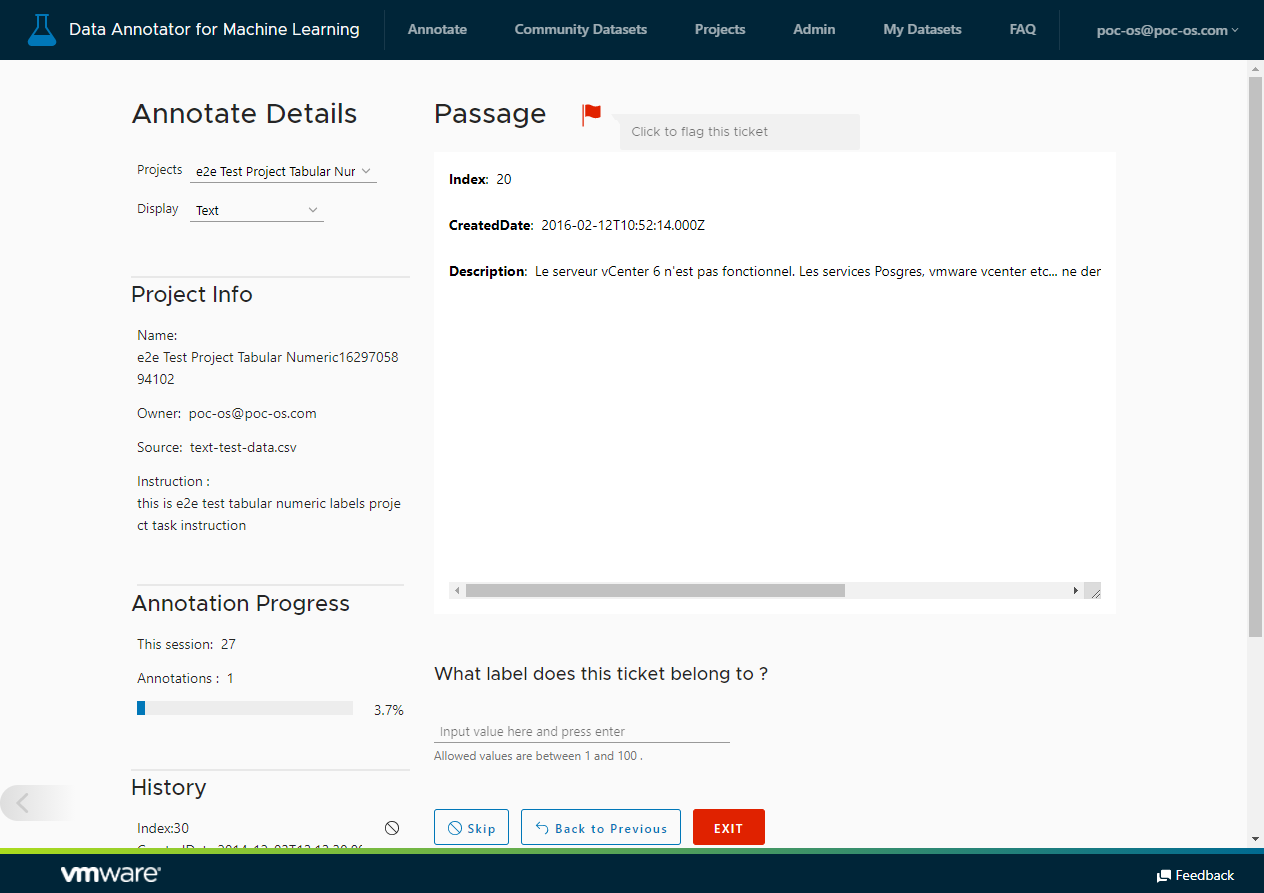 Data Annotator for Machine Learning
Annotate
Community Datasets
Projects
Admin
My Datasets
FAQ
poc-os@poc-os.com
Annotate Details
Projects
e2e Test Project Tabular Nur
Display
Text
Project Info
Name:
e2e Test Project Tabular Numeric16297058
94102
Owner: poc-os@poc-os.com
Source: text-test-data.csv
Instruction :
this is e2e test tabular numeric labels proje
ct task instruction
Annotation Progress
This session: 27
Annotations : 1
3.7%
History
Index:30
Passage
Click to flag this ticket
Index: 20
CreatedDate: 2016-02-12T10:52:14.000Z
Description: Le serveur vCenter 6 n'est pas fonctionnel. Les services Posgres, vmware vcenter etc... ne der
What label does this ticket belong to ?
Input value here and press enter
Allowed values are between 1 and 100 .
Skip
Back to Previous
EXIT
vmware
Feedback